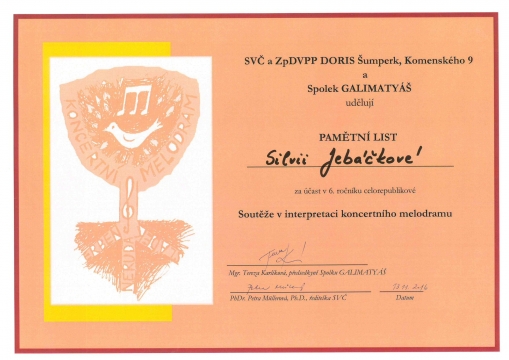 SVČ a ZpDVPP DORIS Šumperk, Komenského 9
a
Spolek GALIMATYÁŠ
udělují
PAMĚTNÍ LIST
Silvii Jebáčkové
za účast v 6. ročníku celorepublikové
Soutěže v interpretaci koncertního melodramu
Mgr. Tereza Karlíková, předsedkyně Spolku GALIMATYÁŠ
PhDr. Petra Müllerová, Ph.D., ředitelka SVČ
Datum
KONCERTNÍ MELODRAM